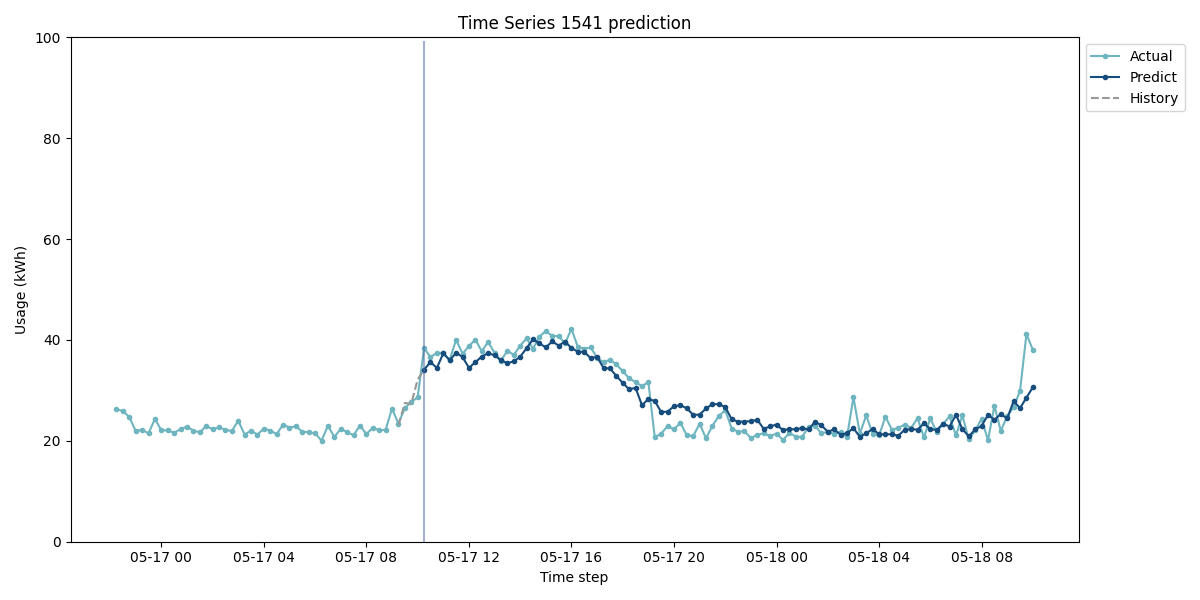 Time Series 1541 prediction
100
80
60
40
20
0
Usage (kWh)
05-17 00
05-17 04
05-17 08
05-17 12
05-17 16
05-17 20
05-18 00
05-18 04
05-18 08
Time step
Actual
Predict
History